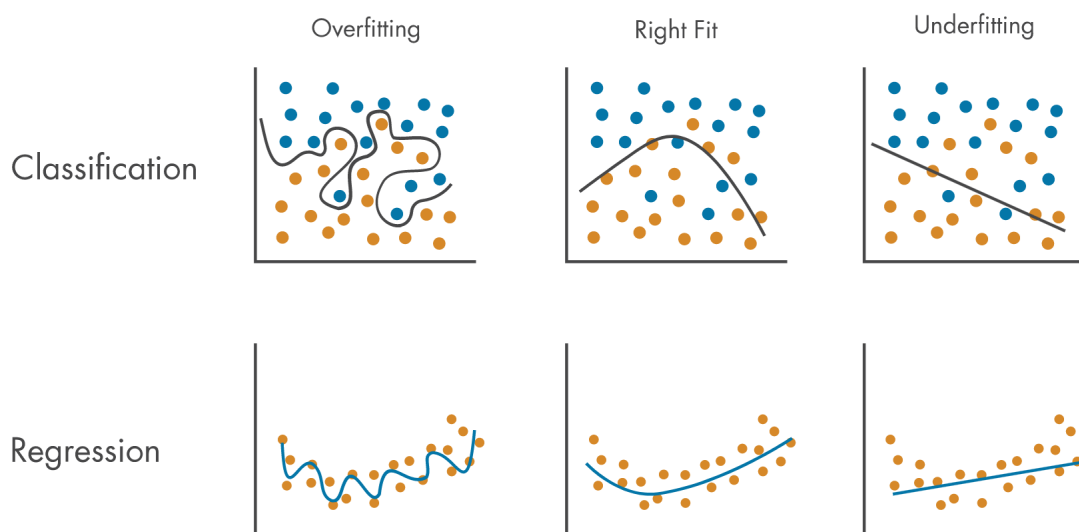 Overfitting
Right Fit
Underfitting
Classification
Regression